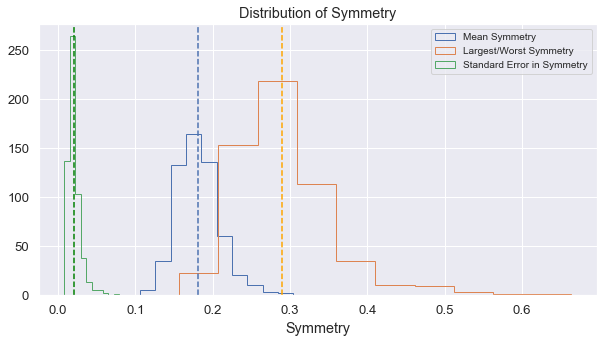 Distribution of Symmetry
Mean Symmetry
Largest/Worst Symmetry
Standard Error in Symmetry
250
200
150
100
50
0
0.0 0.1 0.2 0.3 0.4 0.5 0.6
Symmetry